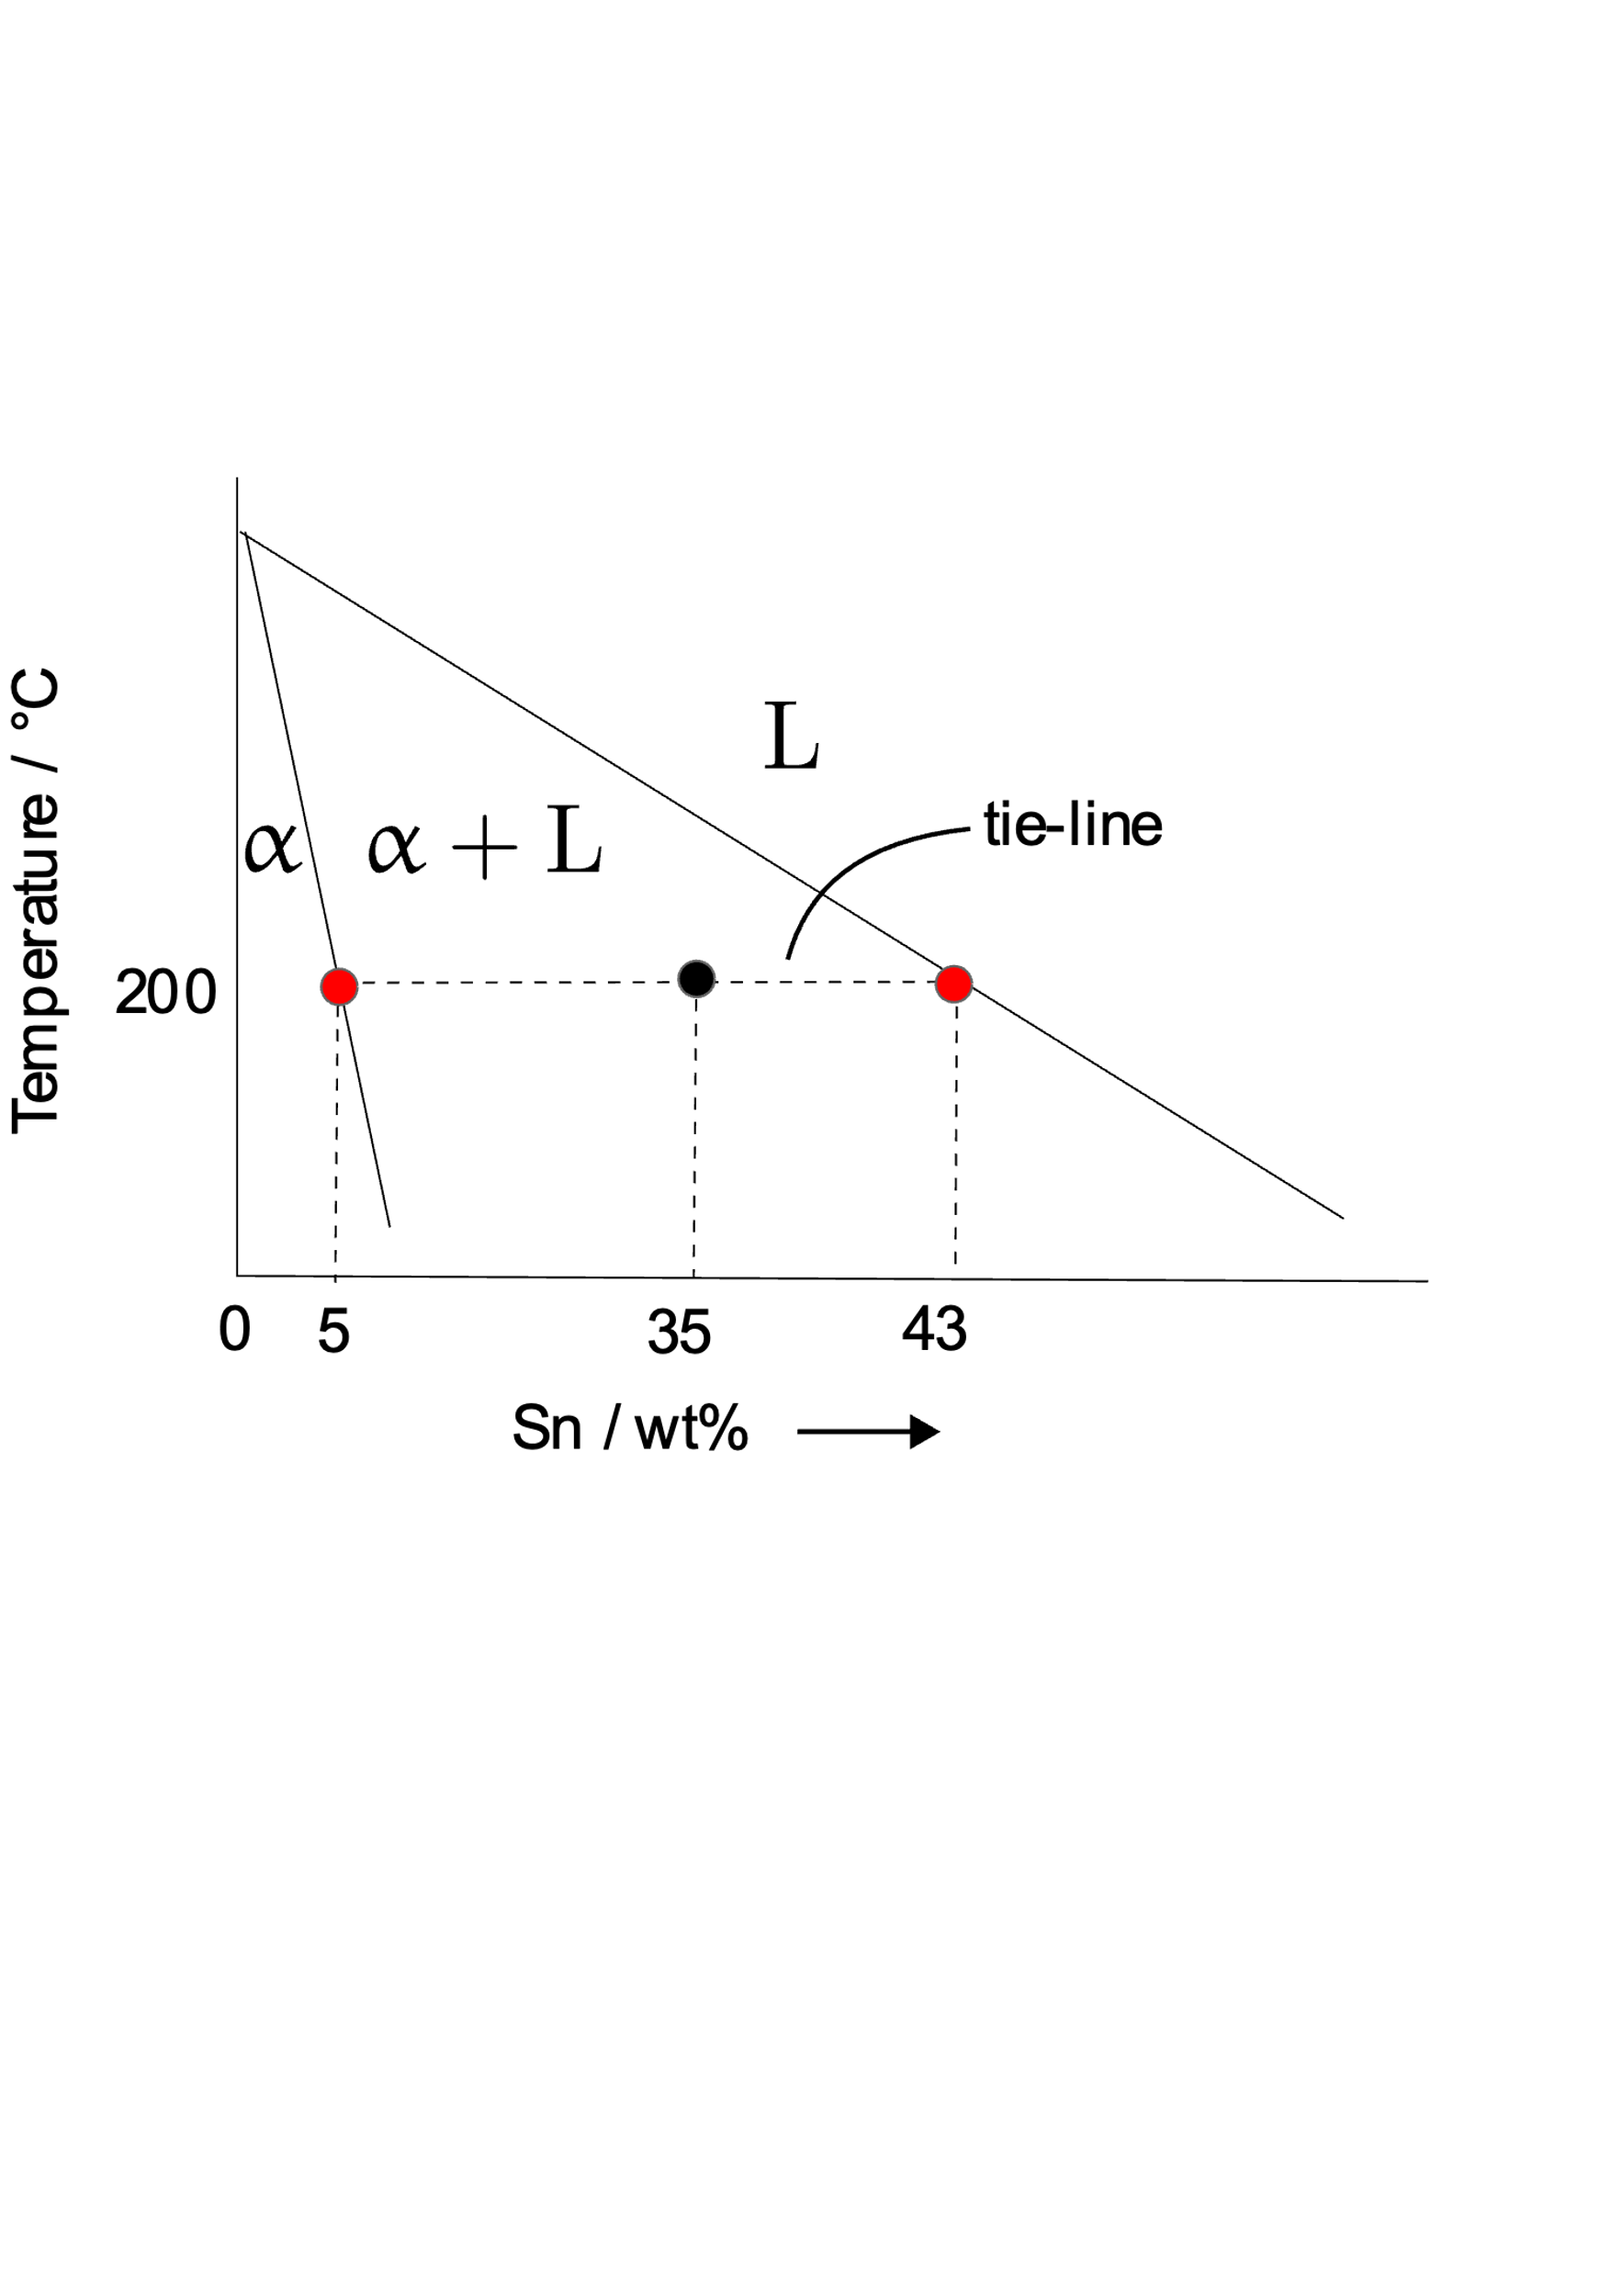 L
tie-line
α
α + L
Temperature / °C
200
0
5
35
43
Sn / wt%